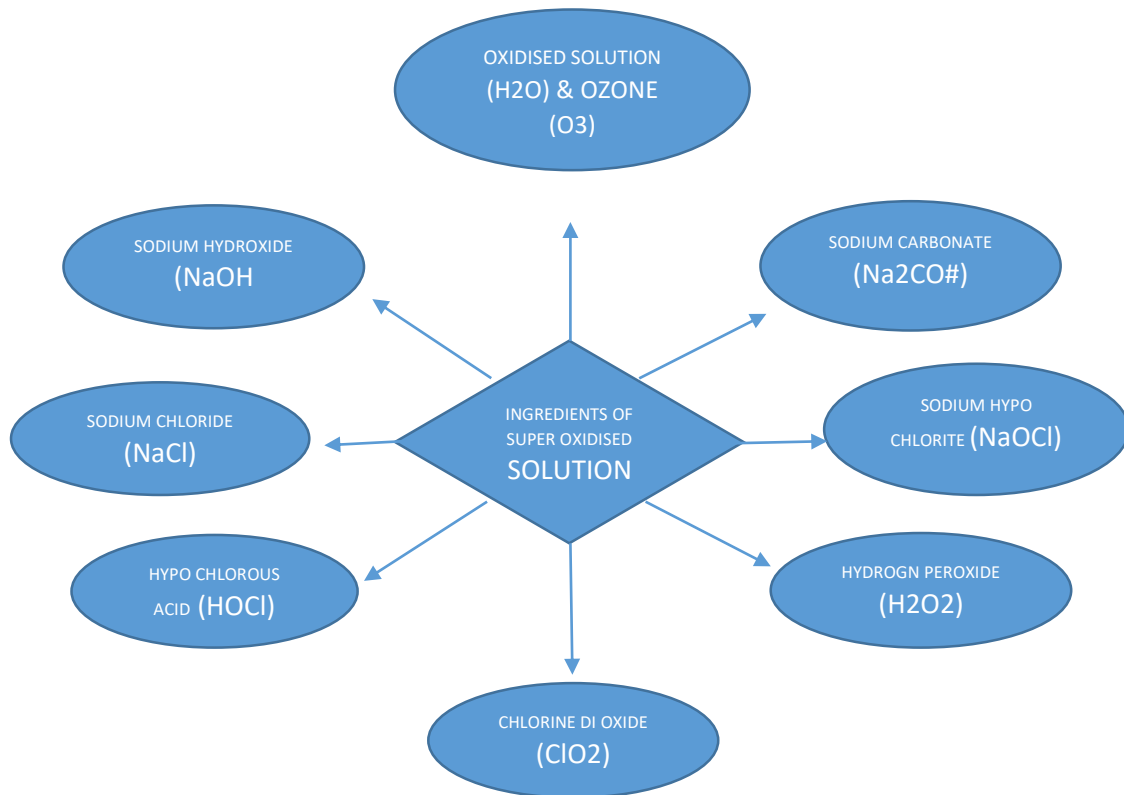 OXIDISED SOLUTION
(H2O) & OZONE
(O3)
SODIUM HYDROXIDE
(NaOH
SODIUM CARBONATE
(Na2CO#)
SODIUM CHLORIDE
(NaCl)
INGREDIENTS OF
SUPER OXIDISED
SOLUTION
SODIUM HYPO
CHLORITE (NaOCl)
HYPO CHLOROUS
ACID (HOCl)
HYDROGN PEROXIDE
(H2O2)
CHLORINE DI OXIDE
(ClO2)